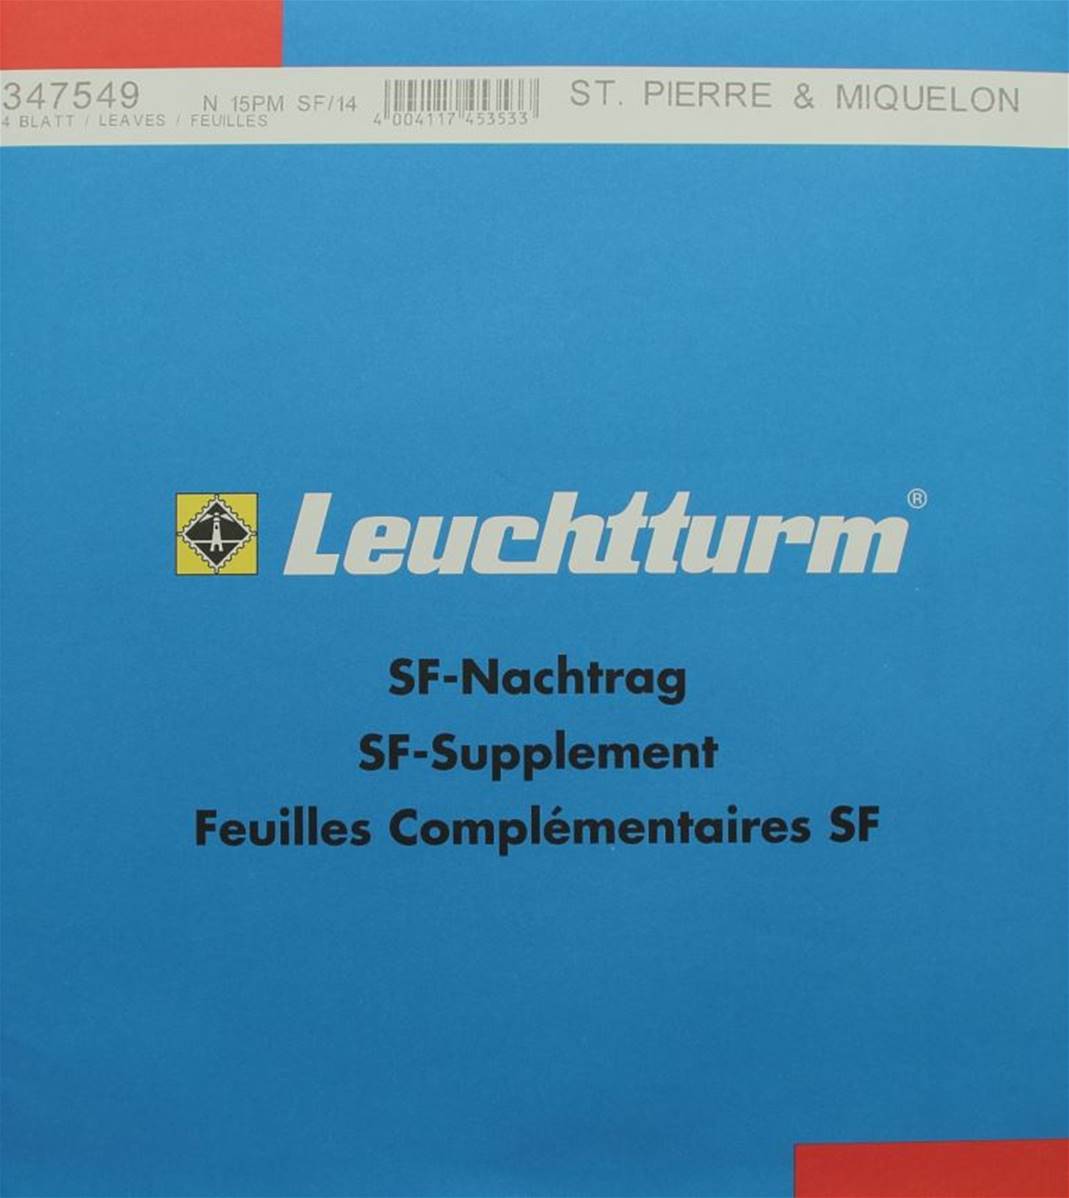 347549 N 15PM SF/14 ST. PIERRE & MIQUELON
4 BLATT / LEAVES / FEUILLES 4 004117 453533
Leuchtturm®
SF-Nachtrag
SF-Supplement
Feuilles Complémentaires SF